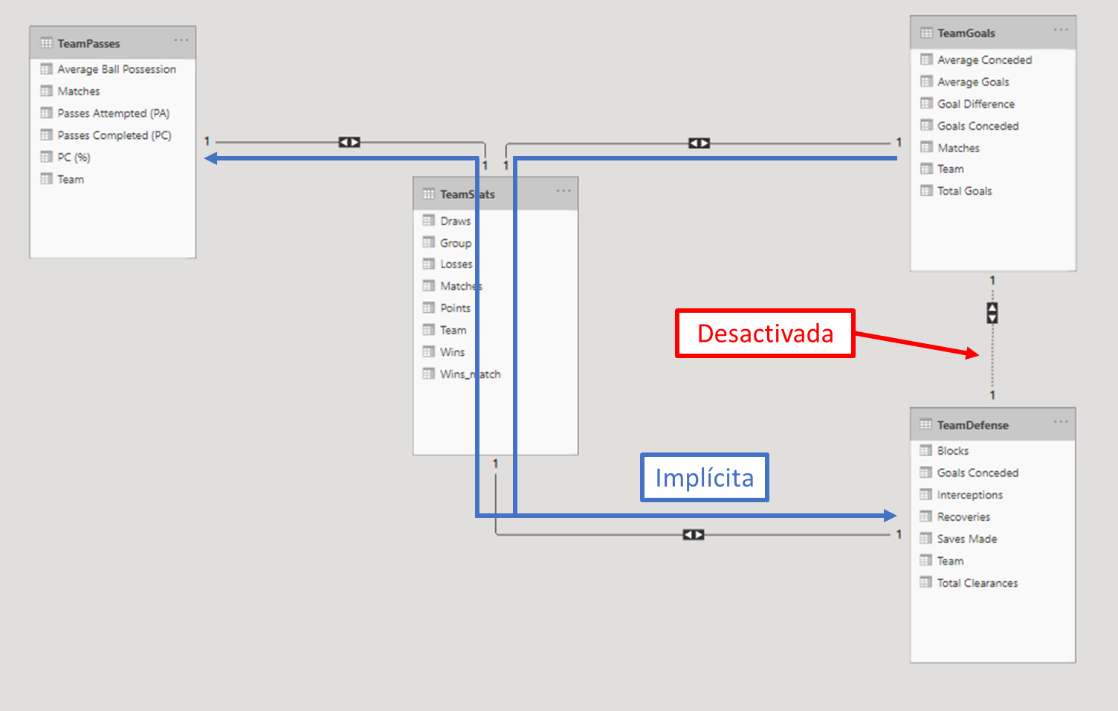 TeamPasses ...
Average Ball Possession
Matches
Passes Attempted (PA)
Passes Completed (PC)
PC (%)
Team
1
1
TeamStats ...
Draws
Group
Losses
Matches
Points
Team
Wins
Wins_match
1
1
1
TeamGoals ...
Average Conceded
Average Goals
Goal Difference
Goals Conceded
Matches
Team
Total Goals
1
Desactivada
1
Implícita
1
TeamDefense ...
Blocks
Goals Conceded
Interceptions
Recoveries
Saves Made
Team
Total Clearances